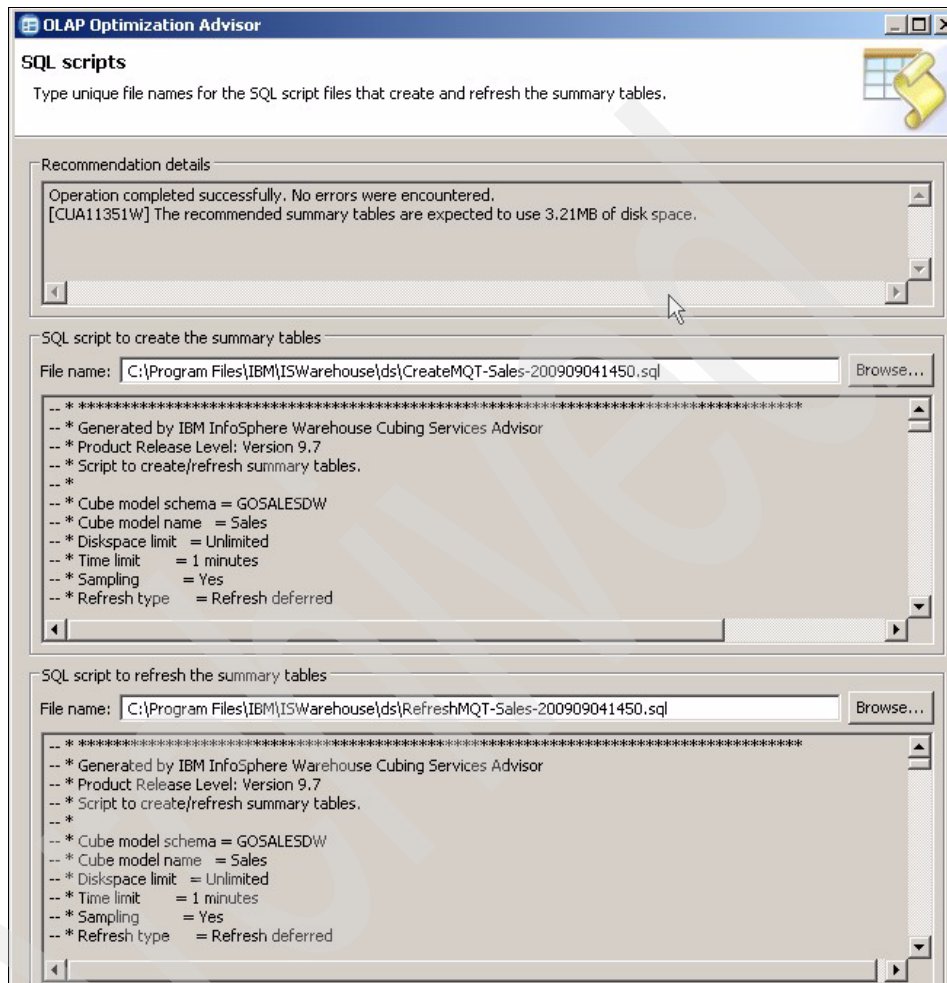 OLAP Optimization Advisor
SQL scripts
Type unique file names for the SQL script files that create and refresh the summary tables.
Recommendation details
Operation completed successfully. No errors were encountered.
[CUA11351W] The recommended summary tables are expected to use 3.21MB of disk space.
SQL script to create the summary tables
File name: C:\Program Files\IBM\ISWarehouse\ds\CreateMQT-Sales-200909041450.sql Browse...
-- * *******************************************************************************************
-- * Generated by IBM InfoSphere Warehouse Cubing Services Advisor
-- * Product Release Level: Version 9.7
-- * Script to create/refresh summary tables.
-- *
-- * Cube model schema = GOSALESDW
-- * Cube model name = Sales
-- * Diskspace limit = Unlimited
-- * Time limit = 1 minutes
-- * Sampling = Yes
-- * Refresh type = Refresh deferred
SQL script to refresh the summary tables
File name: C:\Program Files\IBM\ISWarehouse\ds\RefreshMQT-Sales-200909041450.sql Browse...
-- * *******************************************************************************************
-- * Generated by IBM InfoSphere Warehouse Cubing Services Advisor
-- * Product Release Level: Version 9.7
-- * Script to create/refresh summary tables.
-- *
-- * Cube model schema = GOSALESDW
-- * Cube model name = Sales
-- * Diskspace limit = Unlimited
-- * Time limit = 1 minutes
-- * Sampling = Yes
-- * Refresh type = Refresh deferred